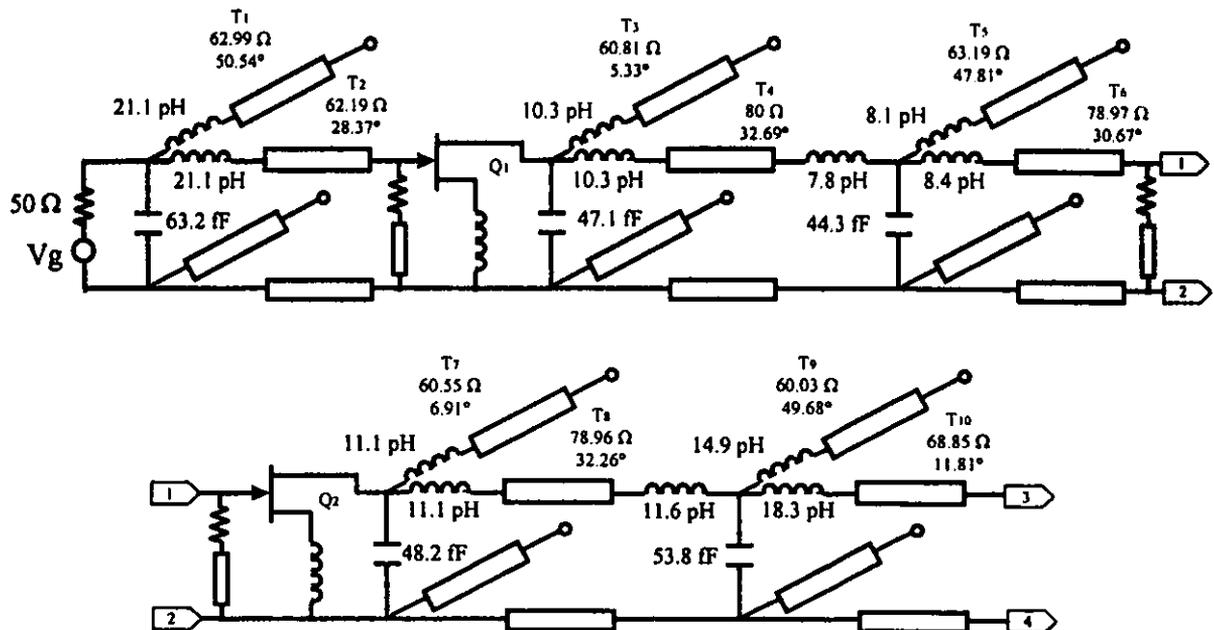 T1
62.99 Ω
50.54°
T2
62.19 Ω
28.37°
21.1 pH
21.1 pH
50 Ω
Vg
63.2 fF
Q1
T3
60.81 Ω
5.33°
T4
80 Ω
32.69°
10.3 pH
10.3 pH
47.1 fF
7.8 pH
T5
63.19 Ω
47.81°
T6
78.97 Ω
30.67°
8.1 pH
8.4 pH
44.3 fF
1
2
T7
60.55 Ω
6.91°
T8
78.96 Ω
32.26°
11.1 pH
11.1 pH
1
Q2
48.2 fF
2
11.6 pH
T9
60.03 Ω
49.68°
T10
68.85 Ω
11.81°
14.9 pH
18.3 pH
53.8 fF
3
4